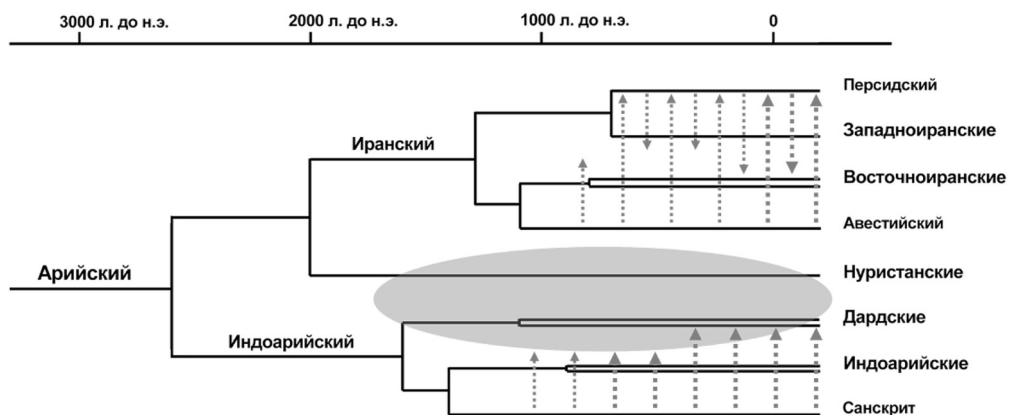 3000 л. до н.э. 2000 л. до н.э. 1000 л. до н.э. 0
Персидский
Иранский
Западноиранские
Восточноиранские
Авестийский
Арийский
Нуристанские
Дардские
Индоарийский
Индоарийские
Санскрит